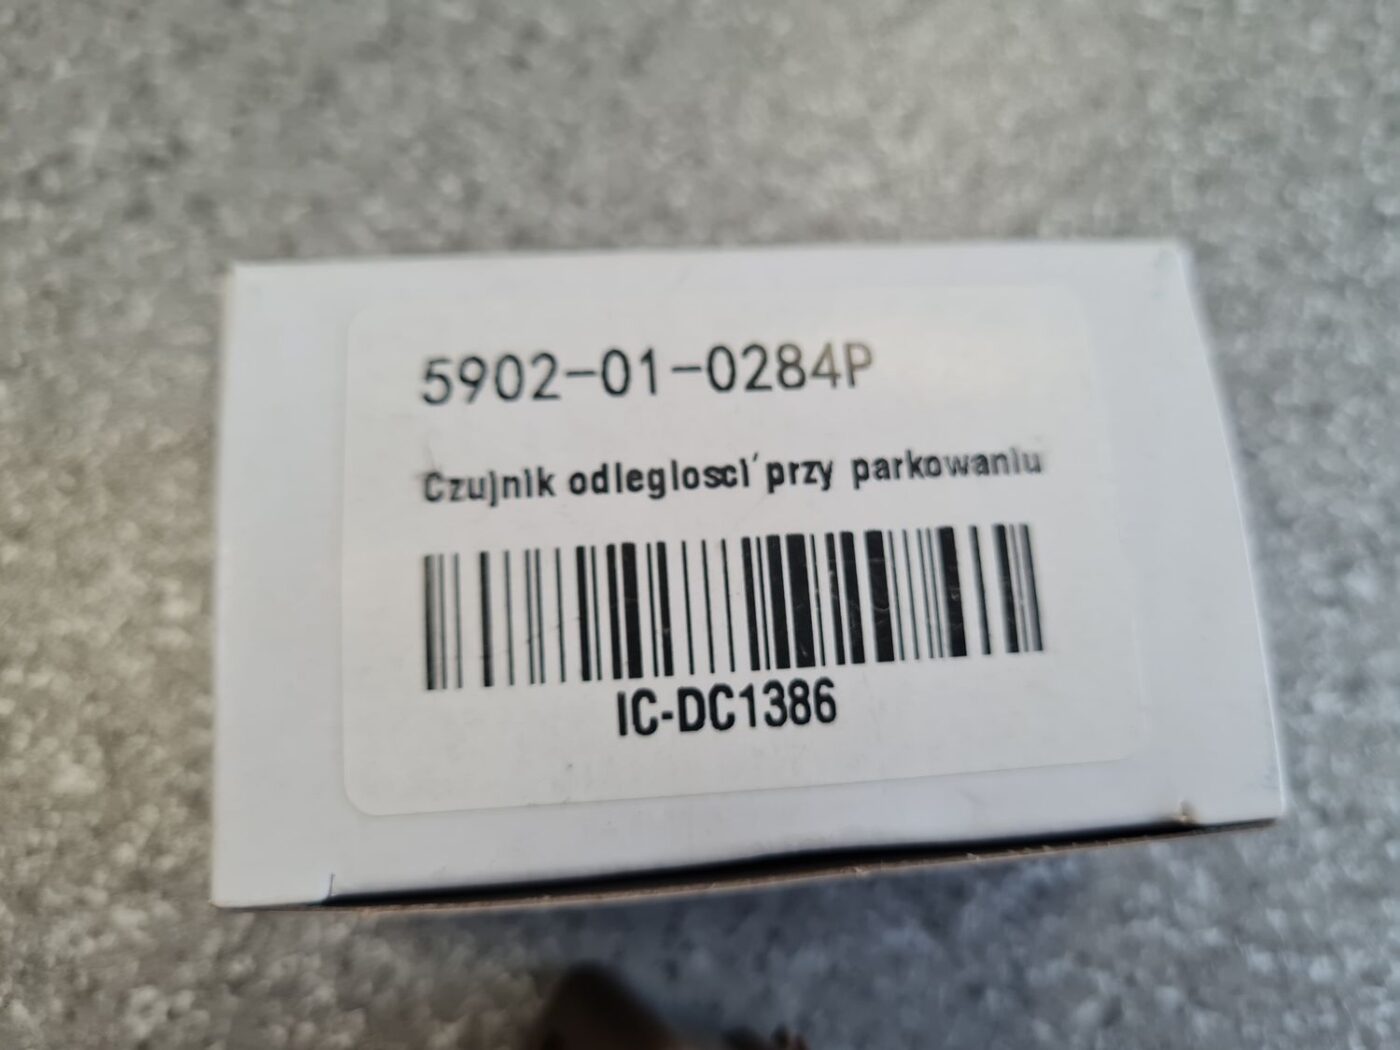 5902-01-0284P
Czujnik odleglosci´przy parkowaniu
IC-DC1386